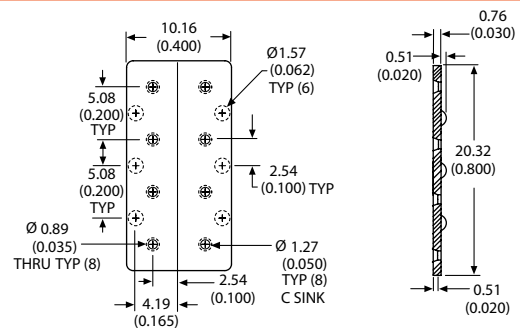 10.16
(0.400)
Ø1.57
(0.062)
TYP (6)
5.08
(0.200)
TYP
5.08
(0.200)
TYP
2.54
(0.100) TYP
Ø 0.89
(0.035)
THRU TYP (8)
Ø 1.27
(0.050)
TYP (8)
C SINK
2.54
(0.100)
4.19
(0.165)
0.76
(0.030)
0.51
(0.020)
20.32
(0.800)
0.51
(0.020)